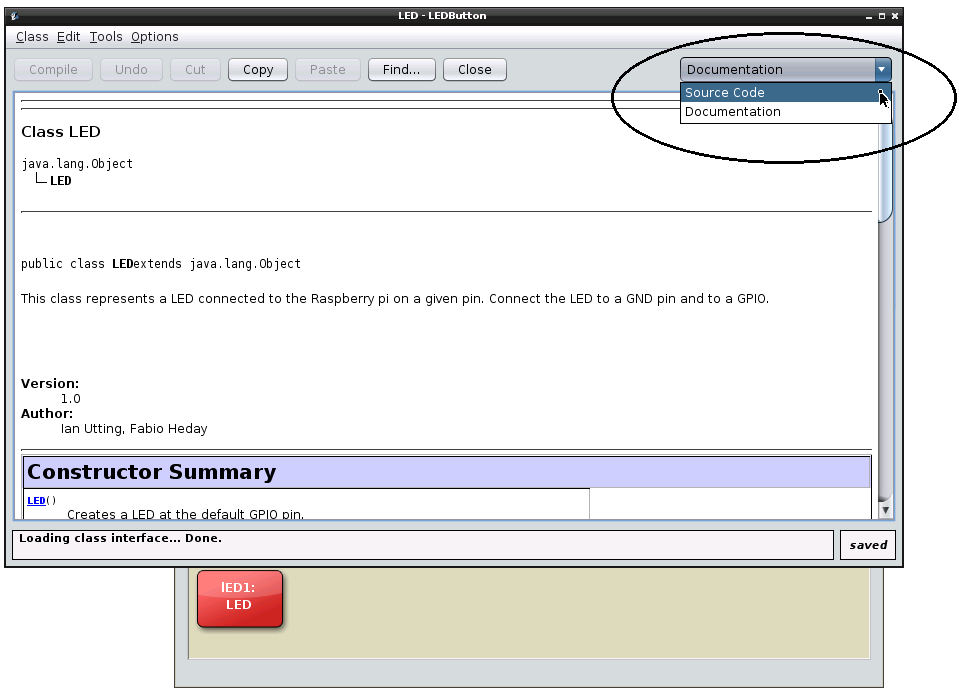 LED - LEDButton
Class Edit Tools Options
Compile Undo Cut Copy Paste Find... Close Documentation
Source Code
Documentation
Class LED
java.lang.Object
LED
public class LEDextends java.lang.Object
This class represents a LED connected to the Raspberry pi on a given pin. Connect the LED to a GND pin and to a GPIO.
Version:
1.0
Author:
Ian Utting, Fabio Heday
Constructor Summary
LED()
Creates a LED at the default GPIO pin.
Loading class interface... Done.
saved
lED1:
LED